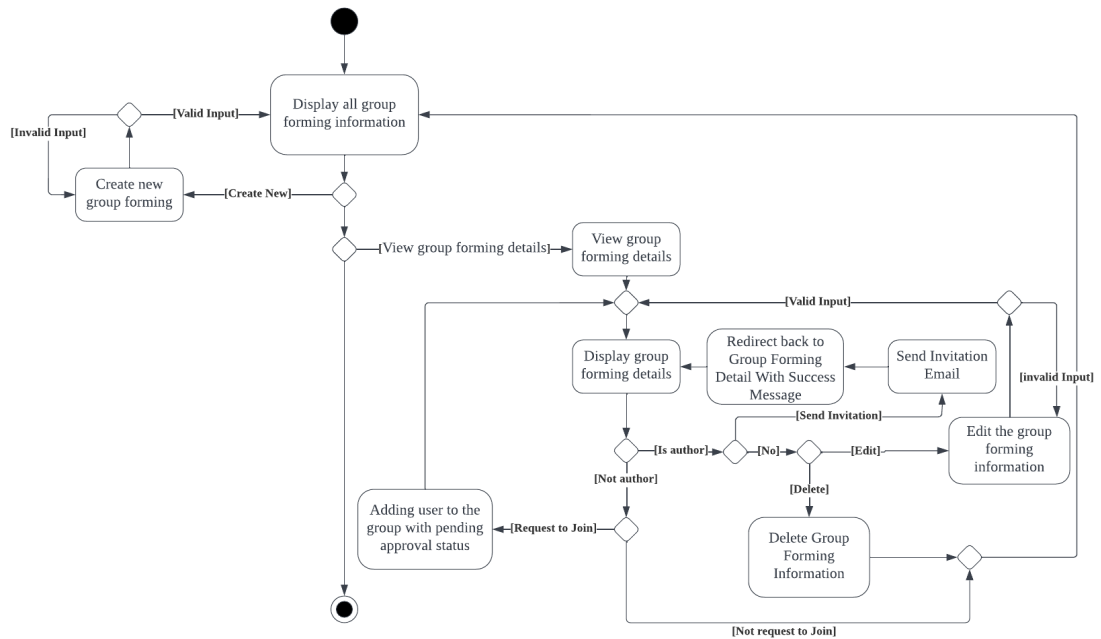 Display all group
forming information
[Valid Input]
[Invalid Input]
Create new
group forming
[Create New]
[View group forming details]
View group
forming details
[Valid Input]
Display group
forming details
Redirect back to
Group Forming
Detail With Success
Message
Send Invitation
Email
[invalid Input]
[Send Invitation]
[Is author]
[No]
[Edit]
Edit the group
forming
information
[Not author]
[Delete]
Adding user to the
group with pending
approval status
[Request to Join]
Delete Group
Forming
Information
[Not request to Join]